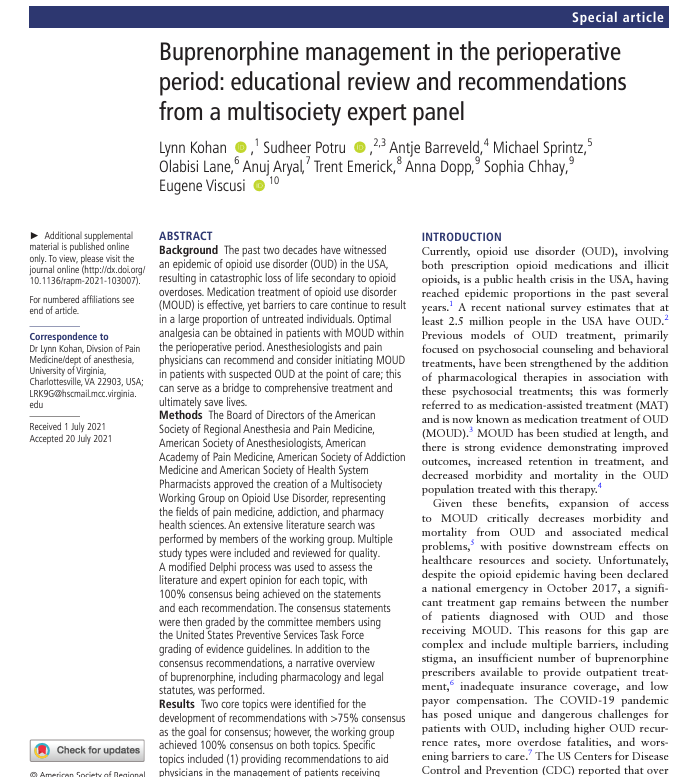 Special article
Buprenorphine management in the perioperative
period: educational review and recommendations
from a multisociety expert panel
Lynn Kohan ,1 Sudheer Potru ,2,3 Antje Barreveld,4 Michael Sprintz,5
Olabisi Lane,6 Anuj Aryal,7 Trent Emerick,8 Anna Dopp,9 Sophia Chhay,9
Eugene Viscusi 10
► Additional supplemental
material is published online
only. To view, please visit the
journal online (http://dx.doi.org/
10.1136/rapm-2021-103007).
For numbered affiliations see
end of article.
Correspondence to
Dr Lynn Kohan, Division of Pain
Medicine/dept of anesthesia,
University of Virginia,
Charlottesville, VA 22903, USA;
LRK9G@hscmail.mcc.virginia.
edu
Received 1 July 2021
Accepted 20 July 2021
Check for updates
© American Society of Regional
ABSTRACT
Background The past two decades have witnessed
an epidemic of opioid use disorder (OUD) in the USA,
resulting in catastrophic loss of life secondary to opioid
overdoses. Medication treatment of opioid use disorder
(MOUD) is effective, yet barriers to care continue to result
in a large proportion of untreated individuals. Optimal
analgesia can be obtained in patients with MOUD within
the perioperative period. Anesthesiologists and pain
physicians can recommend and consider initiating MOUD
in patients with suspected OUD at the point of care; this
can serve as a bridge to comprehensive treatment and
ultimately save lives.
Methods The Board of Directors of the American
Society of Regional Anesthesia and Pain Medicine,
American Society of Anesthesiologists, American
Academy of Pain Medicine, American Society of Addiction
Medicine and American Society of Health System
Pharmacists approved the creation of a Multisociety
Working Group on Opioid Use Disorder, representing
the fields of pain medicine, addiction, and pharmacy
health sciences. An extensive literature search was
performed by members of the working group. Multiple
study types were included and reviewed for quality.
A modified Delphi process was used to assess the
literature and expert opinion for each topic, with
100% consensus being achieved on the statements
and each recommendation. The consensus statements
were then graded by the committee members using
the United States Preventive Services Task Force
grading of evidence guidelines. In addition to the
consensus recommendations, a narrative overview
of buprenorphine, including pharmacology and legal
statutes, was performed.
Results Two core topics were identified for the
development of recommendations with >75% consensus
as the goal for consensus; however, the working group
achieved 100% consensus on both topics. Specific
topics included (1) providing recommendations to aid
physicians in the management of patients receiving
INTRODUCTION
Currently, opioid use disorder (OUD), involving
both prescription opioid medications and illicit
opioids, is a public health crisis in the USA, having
reached epidemic proportions in the past several
years.1 A recent national survey estimates that at
least 2.5 million people in the USA have OUD.2
Previous models of OUD treatment, primarily
focused on psychosocial counseling and behavioral
treatments, have been strengthened by the addition
of pharmacological therapies in association with
these psychosocial treatments; this was formerly
referred to as medication-assisted treatment (MAT)
and is now known as medication treatment of OUD
(MOUD).3 MOUD has been studied at length, and
there is strong evidence demonstrating improved
outcomes, increased retention in treatment, and
decreased morbidity and mortality in the OUD
population treated with this therapy.4
Given these benefits, expansion of access
to MOUD critically decreases morbidity and
mortality from OUD and associated medical
problems,5 with positive downstream effects on
healthcare resources and society. Unfortunately,
despite the opioid epidemic having been declared
a national emergency in October 2017, a signifi-
cant treatment gap remains between the number
of patients diagnosed with OUD and those
receiving MOUD. This reasons for this gap are
complex and include multiple barriers, including
stigma, an insufficient number of buprenorphine
prescribers available to provide outpatient treat-
ment,6 inadequate insurance coverage, and low
payor compensation. The COVID-19 pandemic
has posed unique and dangerous challenges for
patients with OUD, including higher OUD recur-
rence rates, more overdose fatalities, and wors-
ening barriers to care.7 The US Centers for Disease
Control and Prevention (CDC) reported that over